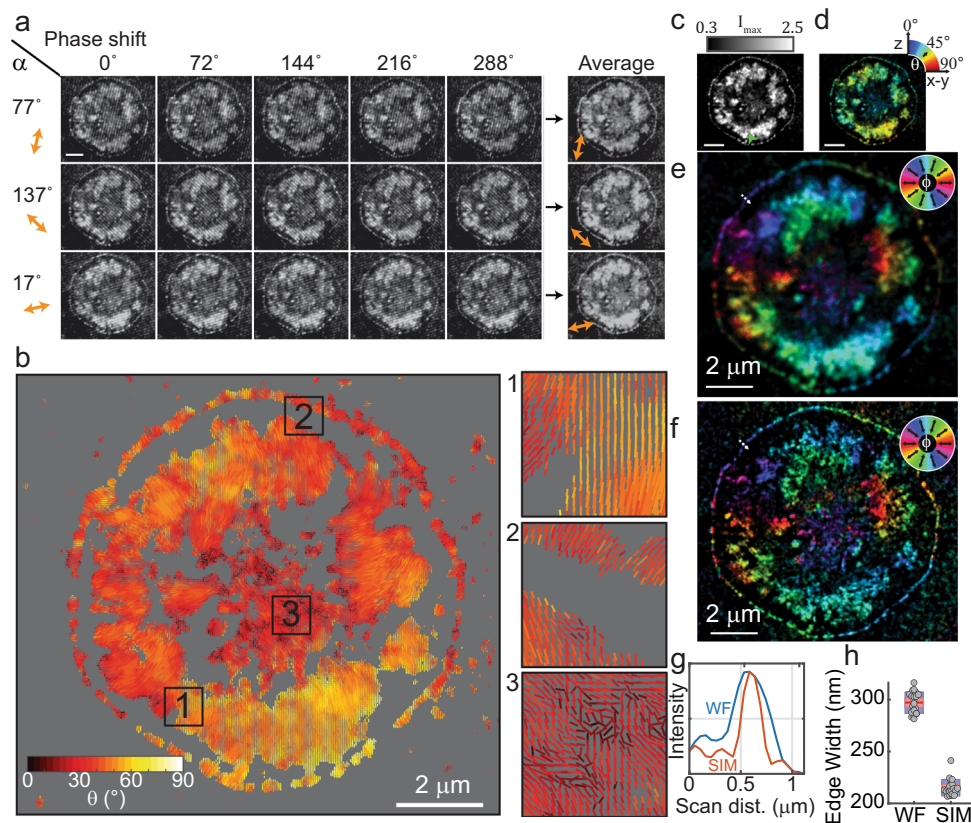 a
Phase shift
α
0° 72° 144° 216° 288° Average
77°
137°
17°
b
1
2
3
0 30 60 90
θ (°)
2 μm
1
2
3
c
0.3 I_max 2.5
d
0°
z 45°
θ 90°
x-y
e
ϕ
2 μm
f
ϕ
2 μm
g
Intensity
WF
SIM
0 0.5 1
Scan dist. (μm)
h
Edge Width (nm)
300
250
200
WF SIM